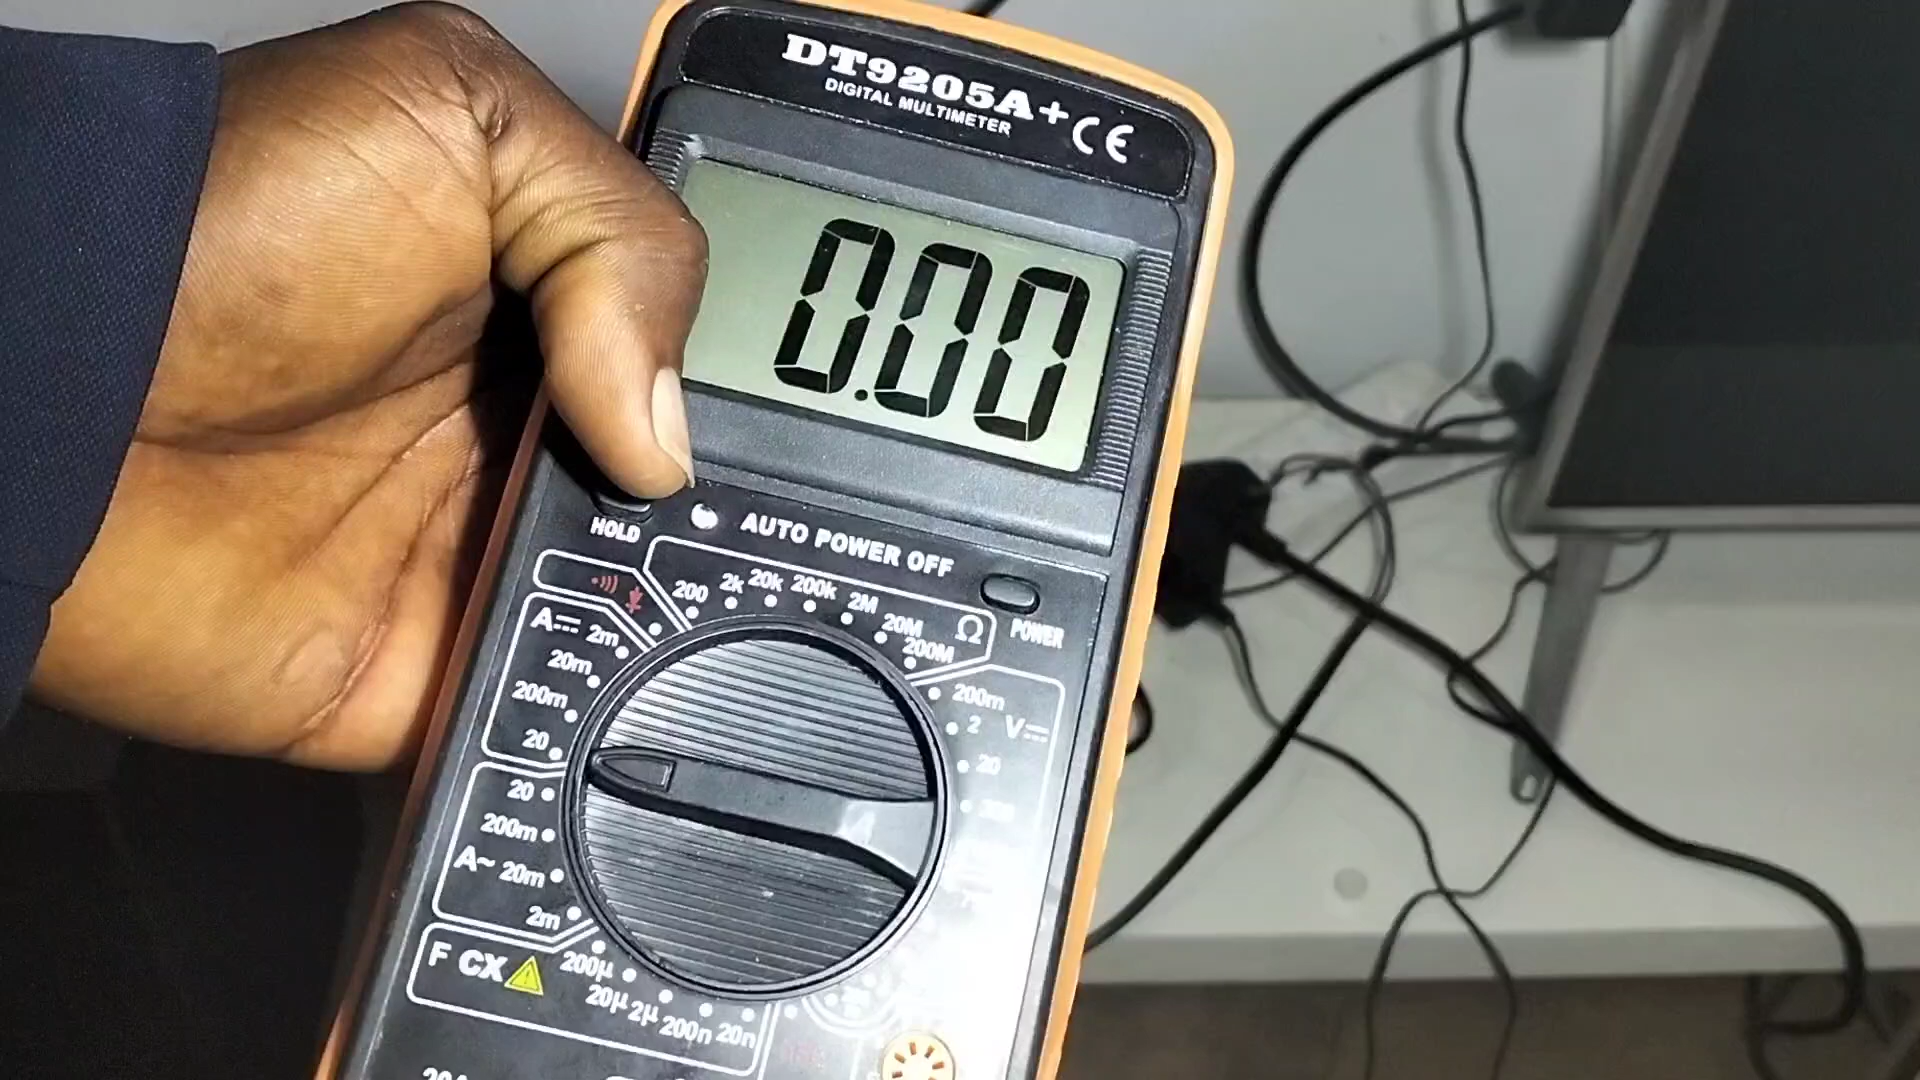 DT9205A+ CE
DIGITAL MULTIMETER
0.00
HOLD
AUTO POWER OFF
POWER
200 2k 20k 200k 2M 20M 200M Ω
A⎓ 2m
20m
200m
20
200m
2 V⎓
20
20
200m
A~ 20m
2m
F CX
200µ
20µ 2µ 200n 20n